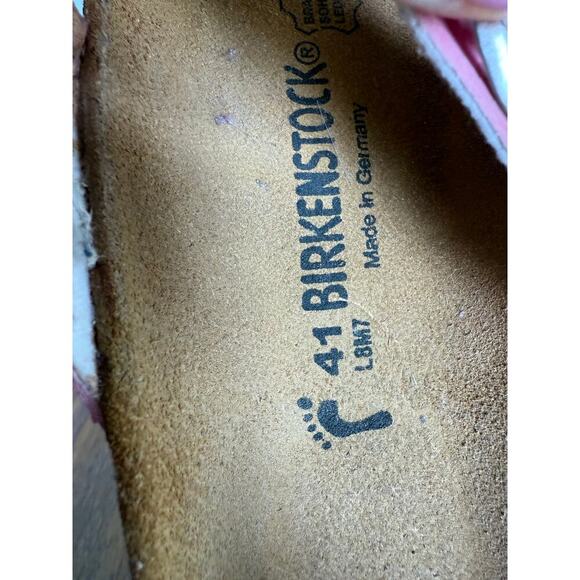 41 BIRKENSTOCK®
L8M7
Made in Germany